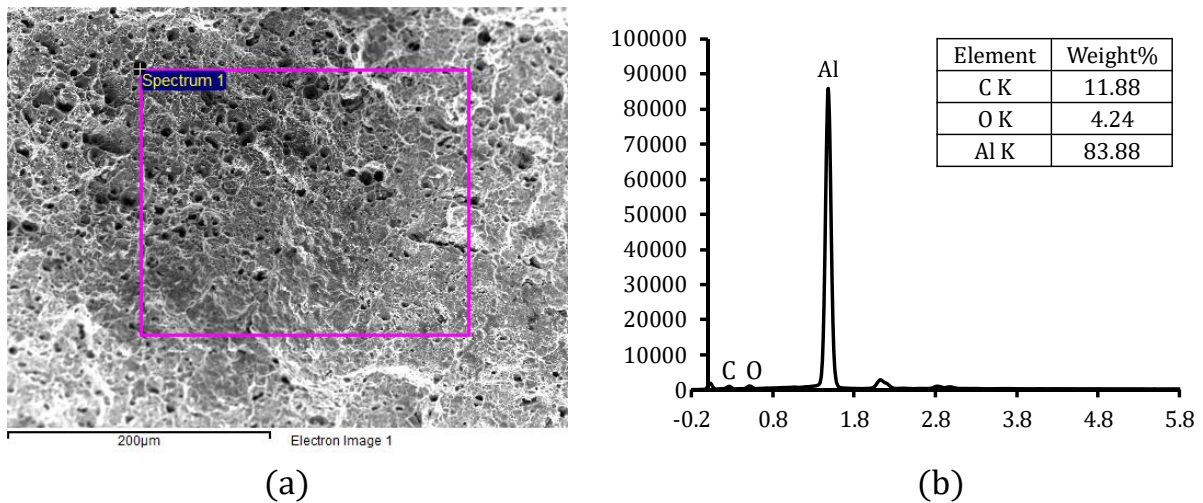 Spectrum 1
200µm
Electron Image 1
(a)
100000
90000
80000
70000
60000
50000
40000
30000
20000
10000
0
-0.2 0.8 1.8 2.8 3.8 4.8 5.8
C O
Al
Element Weight%
C K 11.88
O K 4.24
Al K 83.88
(b)